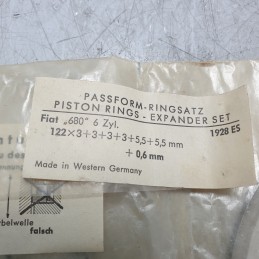 PASSFORM-RINGSATZ
PISTON RINGS - EXPANDER SET
Fiat „680" 6 Zyl.
1928 E5
122×3+3+3+3+5,5+5,5 mm
+ 0,6 mm
Made in Western Germany
falsch